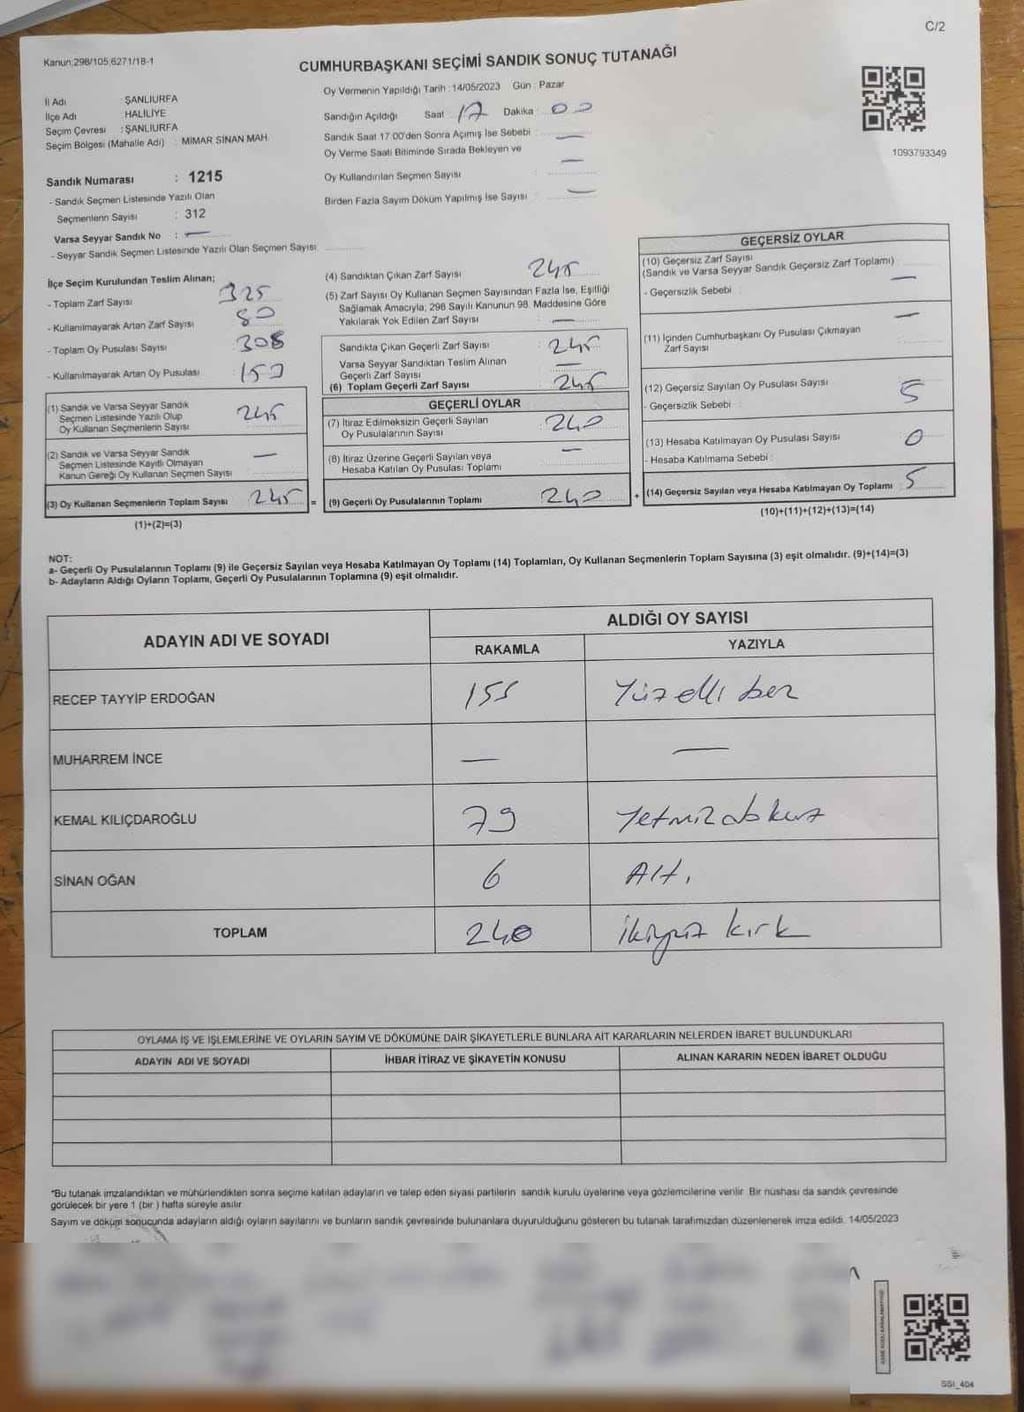 C/2
Kanun:298/105,6271/18-1
CUMHURBAŞKANI SEÇİMİ SANDIK SONUÇ TUTANAĞI
İl Adı ŞANLIURFA
İlçe Adı HALİLİYE
Seçim Çevresi : ŞANLIURFA
Seçim Bölgesi (Mahalle Adı) : MİMAR SİNAN MAH.
Oy Vermenin Yapıldığı Tarih : 14/05/2023 Gün : Pazar
Sandığın Açıldığı Saat : 17 Dakika : 00
Sandık Saat 17.00'den Sonra Açımış İse Sebebi : —
Oy Verme Saati Bitiminde Sırada Bekleyen ve
Oy Kullandırılan Seçmen Sayısı : —
Birden Fazla Sayım Döküm Yapılmış İse Sayısı : —
1093793349
Sandık Numarası : 1215
- Sandık Seçmen Listesinde Yazılı Olan
Seçmenlerin Sayısı : 312
Varsa Seyyar Sandık No : —
- Seyyar Sandık Seçmen Listesinde Yazılı Olan Seçmen Sayısı:
İlçe Seçim Kurulundan Teslim Alınan;
- Toplam Zarf Sayısı 325
- Kullanılmayarak Artan Zarf Sayısı 80
- Toplam Oy Pusulası Sayısı 308
- Kullanılmayarak Artan Oy Pusulası
(1) Sandık ve Varsa Seyyar Sandık
Seçmen Listesinde Yazılı Olup
Oy Kullanan Seçmenlerin Sayısı 245
(2) Sandık ve Varsa Seyyar Sandık
Seçmen Listesinde Kayıtlı Olmayan
Kanun Gereği Oy Kullanan Seçmen Sayısı —
(3) Oy Kullanan Seçmenlerin Toplam Sayısı 245 =
(1)+(2)=(3)
(4) Sandıktan Çıkan Zarf Sayısı 245
(5) Zarf Sayısı Oy Kullanan Seçmen Sayısından Fazla İse, Eşitliği
Sağlamak Amacıyla, 298 Sayılı Kanunun 98. Maddesine Göre
Yakılarak Yok Edilen Zarf Sayısı —
Sandıkta Çıkan Geçerli Zarf Sayısı 245
Varsa Seyyar Sandıktan Teslim Alınan
Geçerli Zarf Sayısı —
(6) Toplam Geçerli Zarf Sayısı 245
GEÇERLİ OYLAR
(7) İtiraz Edilmeksizin Geçerli Sayılan
Oy Pusulalarının Sayısı 240
(8) İtiraz Üzerine Geçerli Sayılan veya
Hesaba Katılan Oy Pusulası Toplamı —
(9) Geçerli Oy Pusulalarının Toplamı 240 +
GEÇERSİZ OYLAR
(10) Geçersiz Zarf Sayısı
(Sandık ve Varsa Seyyar Sandık Geçersiz Zarf Toplamı)
- Geçersizlik Sebebi : —
(11) İçinden Cumhurbaşkanı Oy Pusulası Çıkmayan
Zarf Sayısı —
(12) Geçersiz Sayılan Oy Pusulası Sayısı 5
- Geçersizlik Sebebi :
(13) Hesaba Katılmayan Oy Pusulası Sayısı 0
- Hesaba Katılmama Sebebi :
(14) Geçersiz Sayılan veya Hesaba Katılmayan Oy Toplamı 5
(10)+(11)+(12)+(13)=(14)
NOT:
a- Geçerli Oy Pusulalarının Toplamı (9) ile Geçersiz Sayılan veya Hesaba Katılmayan Oy Toplamı (14) Toplamları, Oy Kullanan Seçmenlerin Toplam Sayısına (3) eşit olmalıdır. (9)+(14)=(3)
b- Adayların Aldığı Oyların Toplamı, Geçerli Oy Pusulalarının Toplamına (9) eşit olmalıdır.
ADAYIN ADI VE SOYADI ALDIĞI OY SAYISI
RAKAMLA YAZIYLA
RECEP TAYYİP ERDOĞAN 155 Yüzelli beş
MUHARREM İNCE — —
KEMAL KILIÇDAROĞLU 79 Yetmiş dokuz
SİNAN OĞAN 6 Altı
TOPLAM 240 ikiyüz kırk
OYLAMA İŞ VE İŞLEMLERİNE VE OYLARIN SAYIM VE DÖKÜMÜNE DAİR ŞİKAYETLERLE BUNLARA AİT KARARLARIN NELERDEN İBARET BULUNDUKLARI
ADAYIN ADI VE SOYADI İHBAR İTİRAZ VE ŞİKAYETİN KONUSU ALINAN KARARIN NEDEN İBARET OLDUĞU
*Bu tutanak imzalandıktan ve mühürlendikten sonra seçime katılan adayların ve talep eden siyasi partilerin sandık kurulu üyelerine veya gözlemcilerine verilir. Bir nüshası da sandık çevresinde
görülecek bir yere 1 (bir) hafta süreyle asılır.
Sayım ve döküm sonucunda adayların aldığı oyların sayılarını ve bunların sandık çevresinde bulunanlara duyurulduğunu gösteren bu tutanak tarafımızdan düzenlenerek imza edildi. 14/05/2023
SSI_404